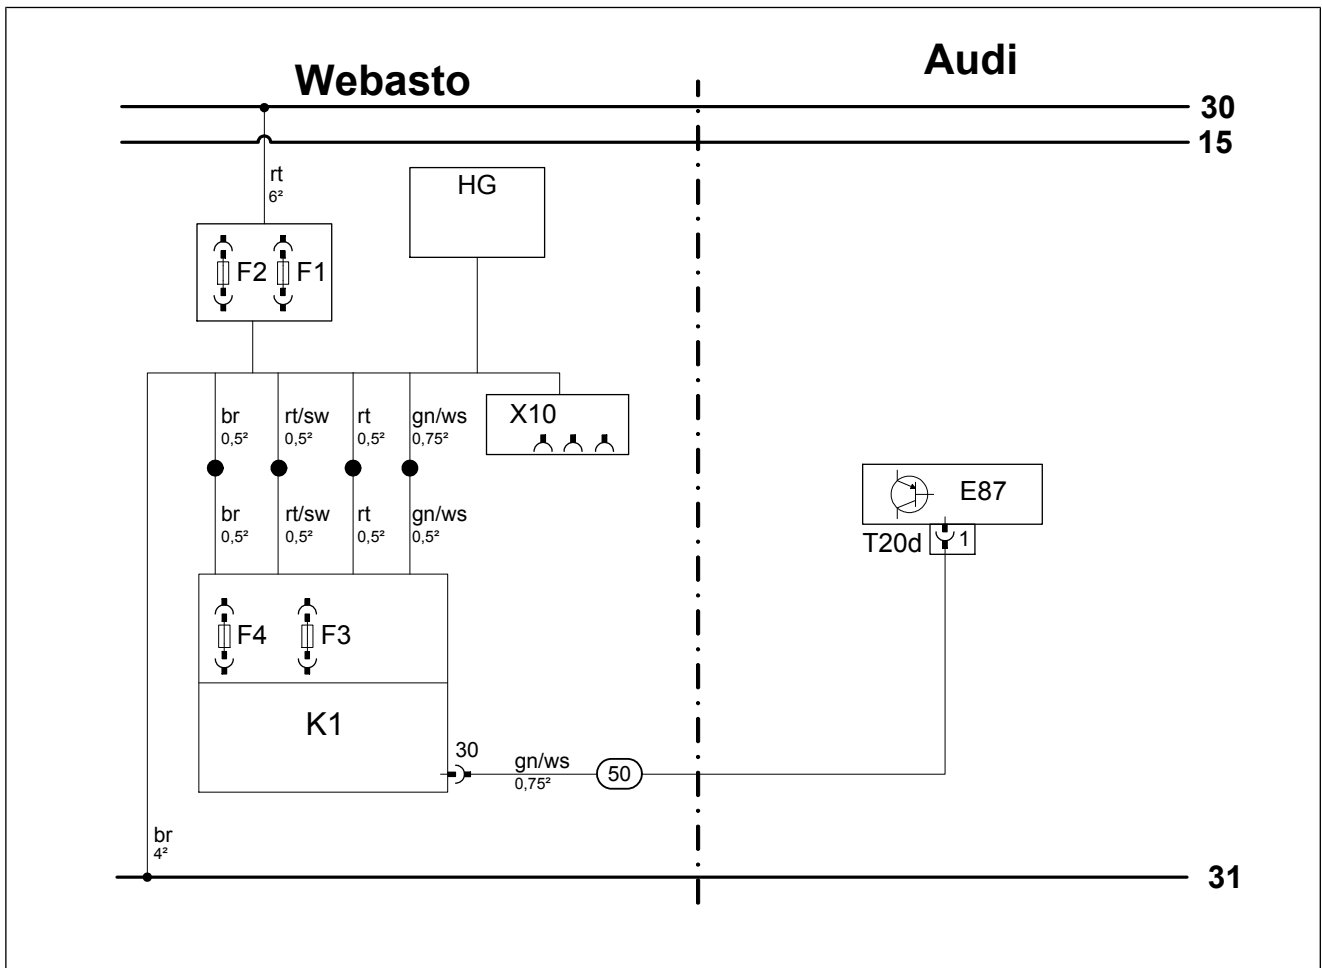 Webasto
Audi
30
15
rt
6²
HG
F2
F1
br
0,5²
rt/sw
0,5²
rt
0,5²
gn/ws
0,75²
X10
br
0,5²
rt/sw
0,5²
rt
0,5²
gn/ws
0,5²
E87
T20d
1
F4
F3
K1
30
gn/ws
0,75²
50
br
4²
31